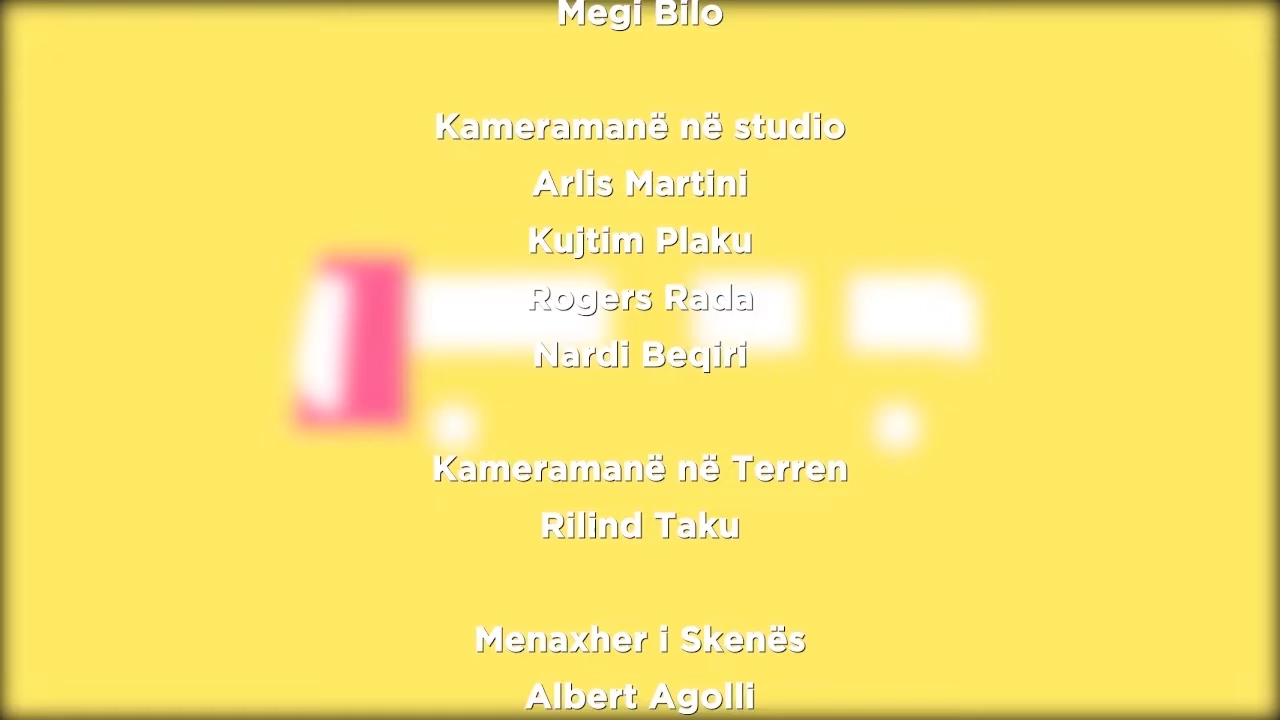 Megi Bilo
Kameramanë në studio
Arlis Martini
Kujtim Plaku
Rogers Rada
Nardi Beqiri
Kameramanë në Terren
Rilind Taku
Menaxher i Skenës
Albert Agolli